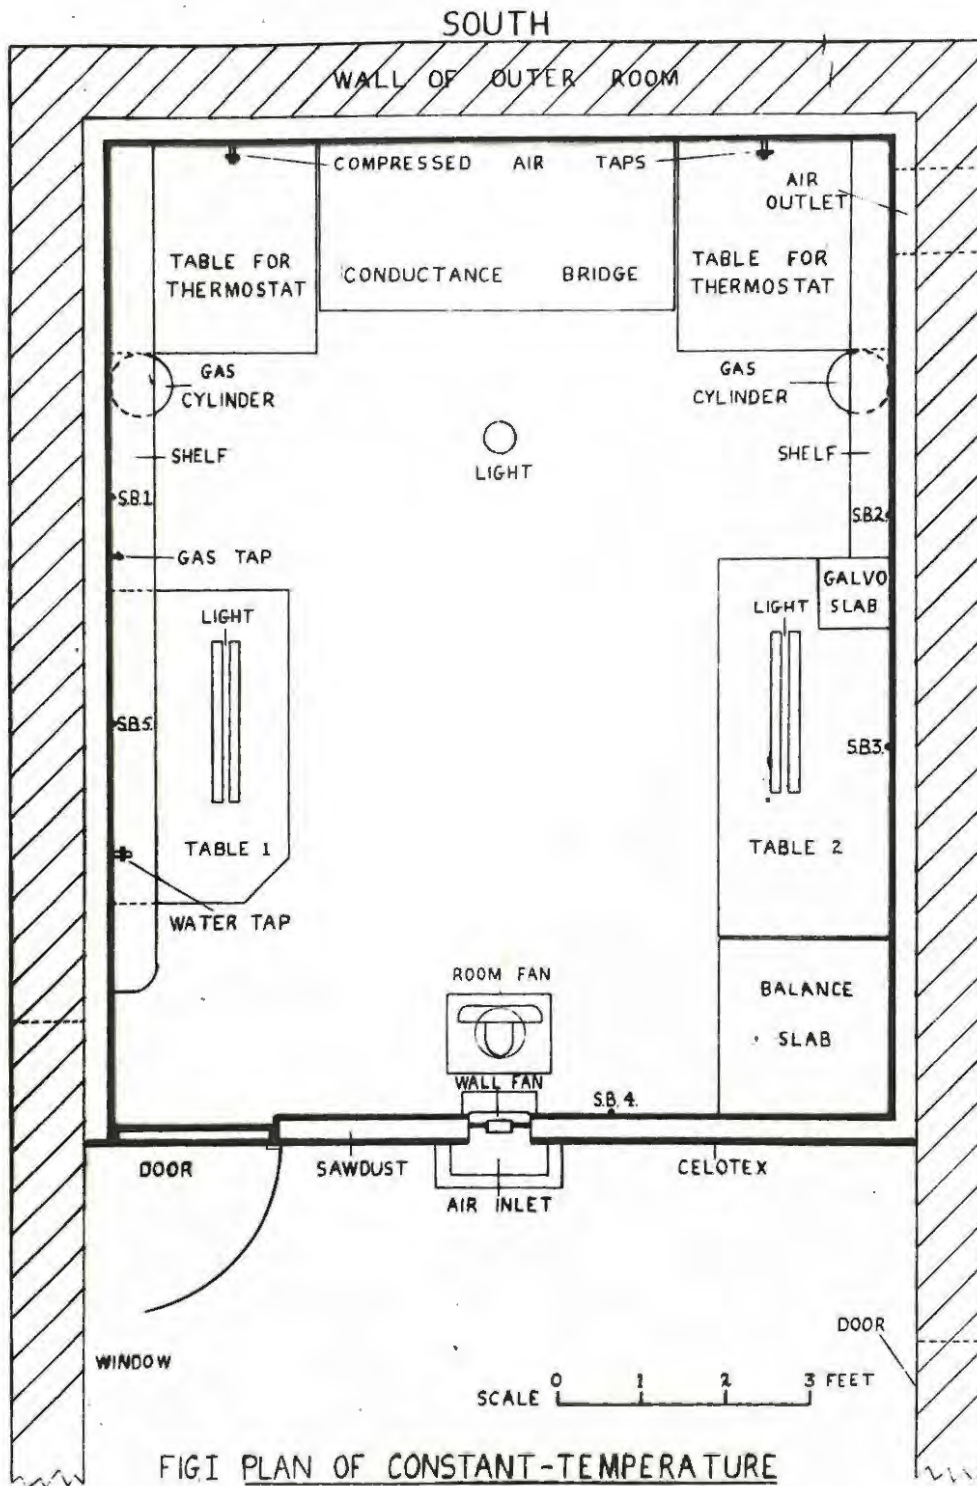 SOUTH
WALL OF OUTER ROOM
COMPRESSED AIR TAPS
AIR
OUTLET
TABLE FOR
THERMOSTAT
CONDUCTANCE BRIDGE
TABLE FOR
THERMOSTAT
GAS
CYLINDER
GAS
CYLINDER
SHELF
LIGHT
SHELF
S.B.1.
S.B.2.
GAS TAP
GALVO
SLAB
LIGHT
LIGHT
S.B.5.
S.B.3.
TABLE 1
TABLE 2
WATER TAP
ROOM FAN
BALANCE
SLAB
WALL FAN
S.B. 4.
DOOR
SAWDUST
CELOTEX
AIR INLET
DOOR
WINDOW
SCALE 0 1 2 3 FEET
FIG I PLAN OF CONSTANT-TEMPERATURE